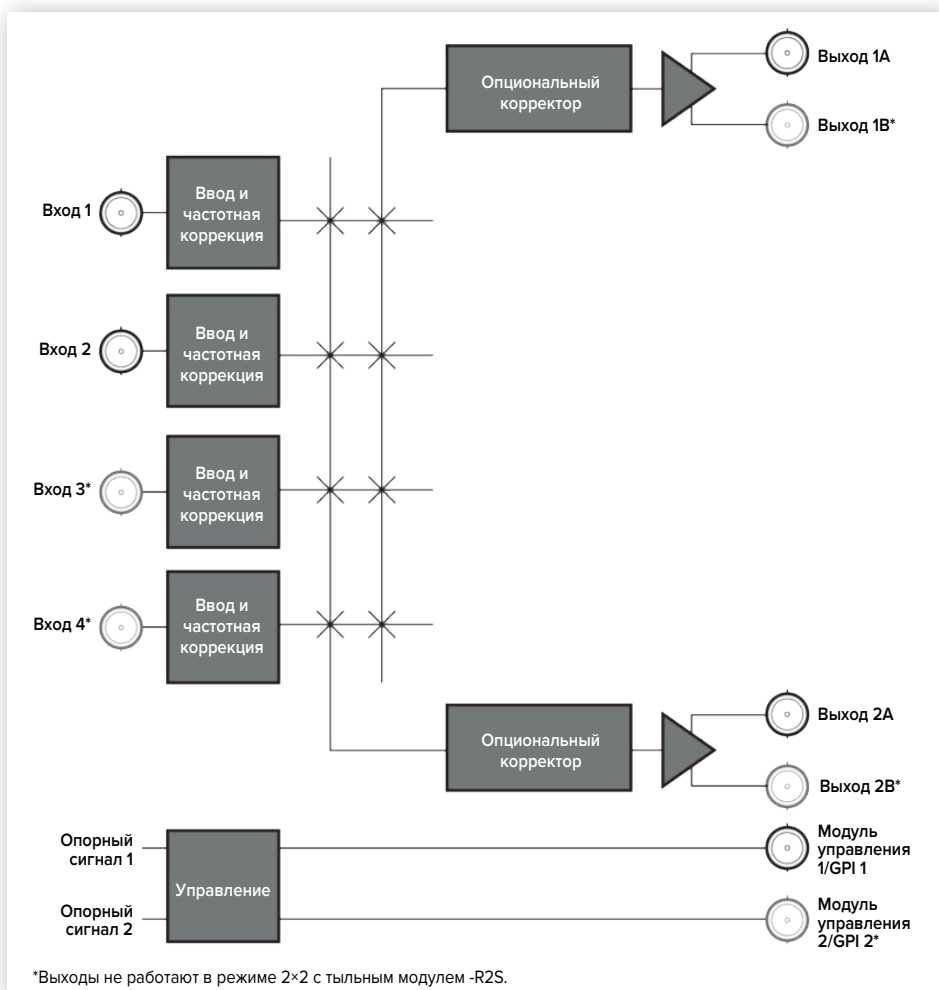 Опциональный
корректор
Выход 1A
Выход 1B*
Вход 1
Ввод и
частотная
коррекция
Вход 2
Ввод и
частотная
коррекция
Вход 3*
Ввод и
частотная
коррекция
Вход 4*
Ввод и
частотная
коррекция
Опциональный
корректор
Выход 2A
Выход 2B*
Опорный
сигнал 1
Опорный
сигнал 2
Управление
Модуль
управления
1/GPI 1
Модуль
управления
2/GPI 2*
*Выходы не работают в режиме 2×2 с тыльным модулем -R2S.